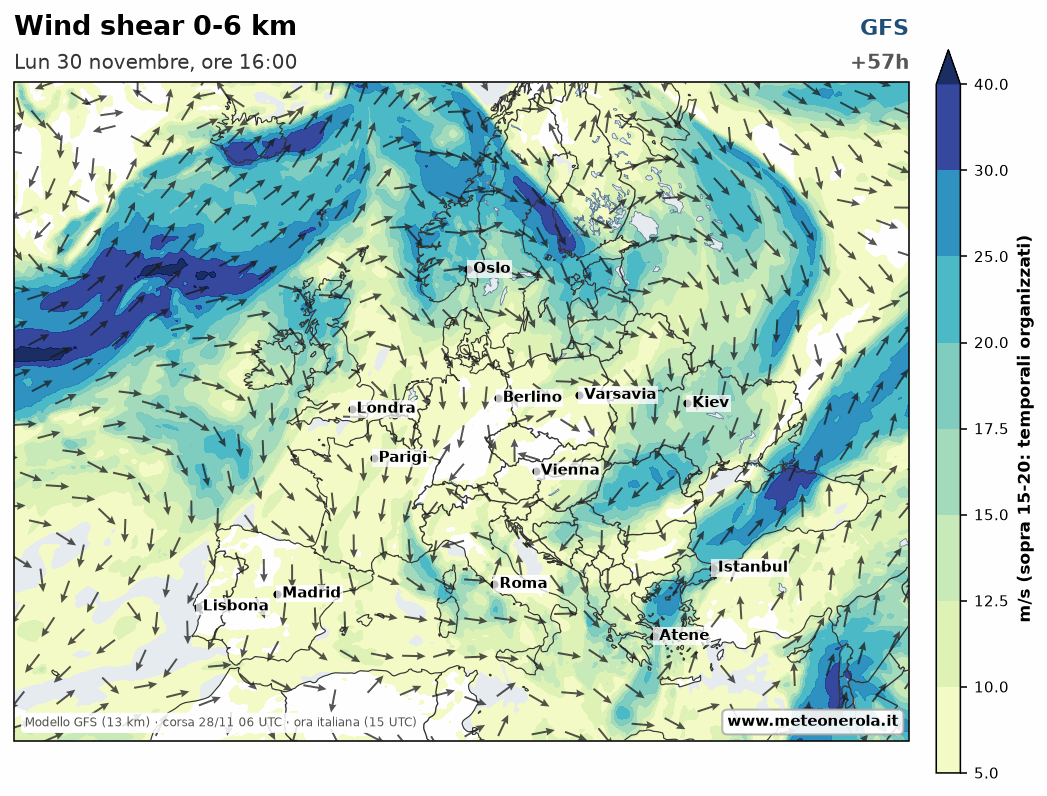 Wind shear 0-6 km
GFS
Lun 30 novembre, ore 16:00
+57h
40.0
30.0
25.0
20.0
17.5
15.0
12.5
10.0
5.0
m/s (sopra 15-20: temporali organizzati)
Oslo
Londra
Berlino
Varsavia
Kiev
Parigi
Vienna
Istanbul
Roma
Madrid
Lisbona
Atene
Modello GFS (13 km) · corsa 28/11 06 UTC · ora italiana (15 UTC)
www.meteonerola.it